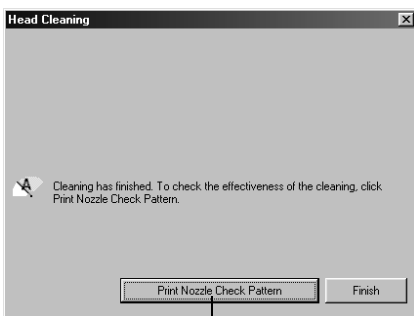 Head Cleaning
Cleaning has finished. To check the effectiveness of the cleaning, click
Print Nozzle Check Pattern.
Print Nozzle Check Pattern
Finish